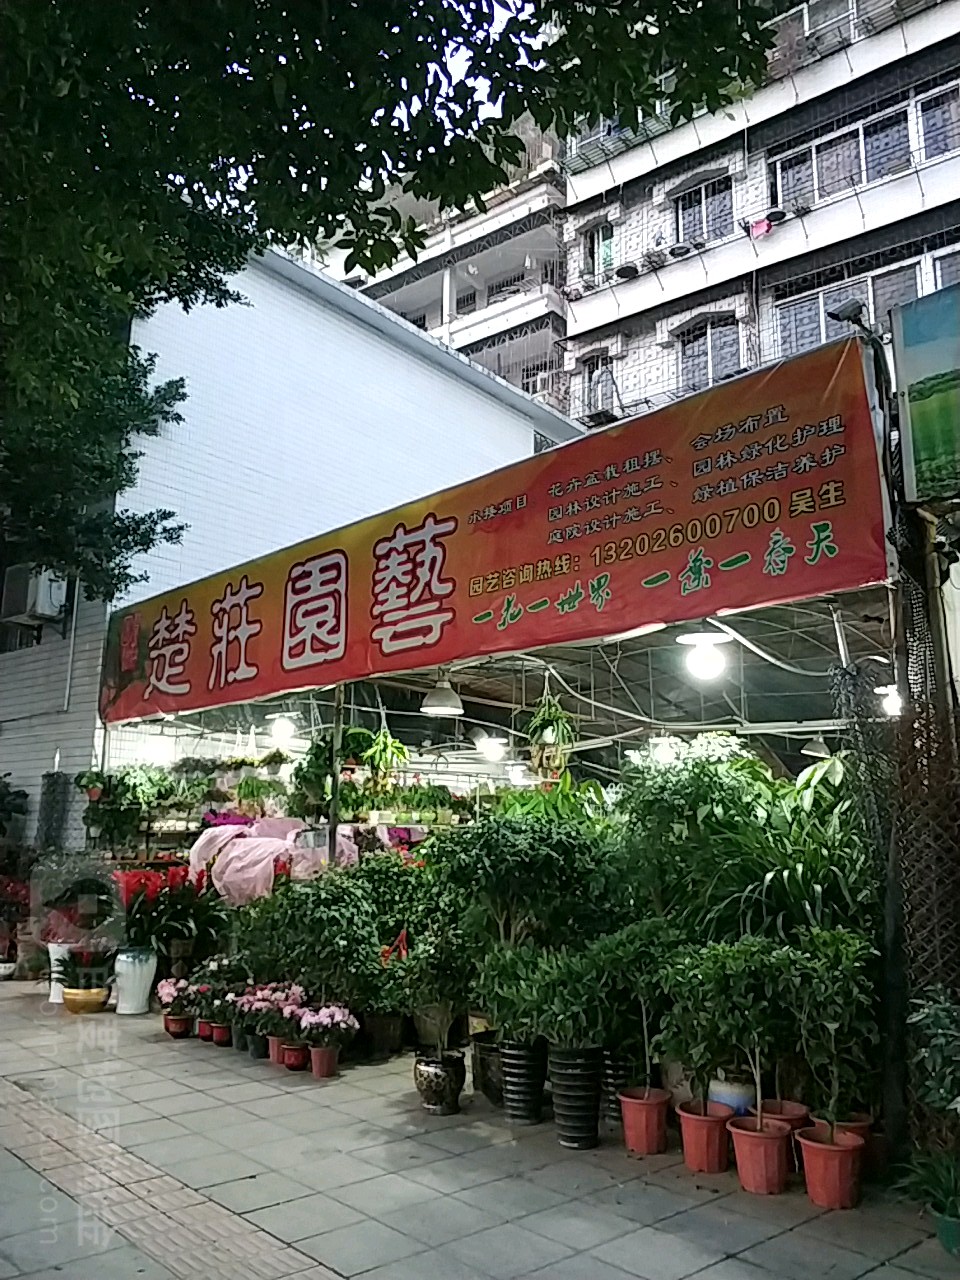 楚莊園藝
承接项目 花卉盆栽租摆、会场布置
园林设计施工、园林绿化护理
庭院设计施工、绿植保洁养护
园艺咨询热线：13202600700 吴生
一花一世界 一叶一春天